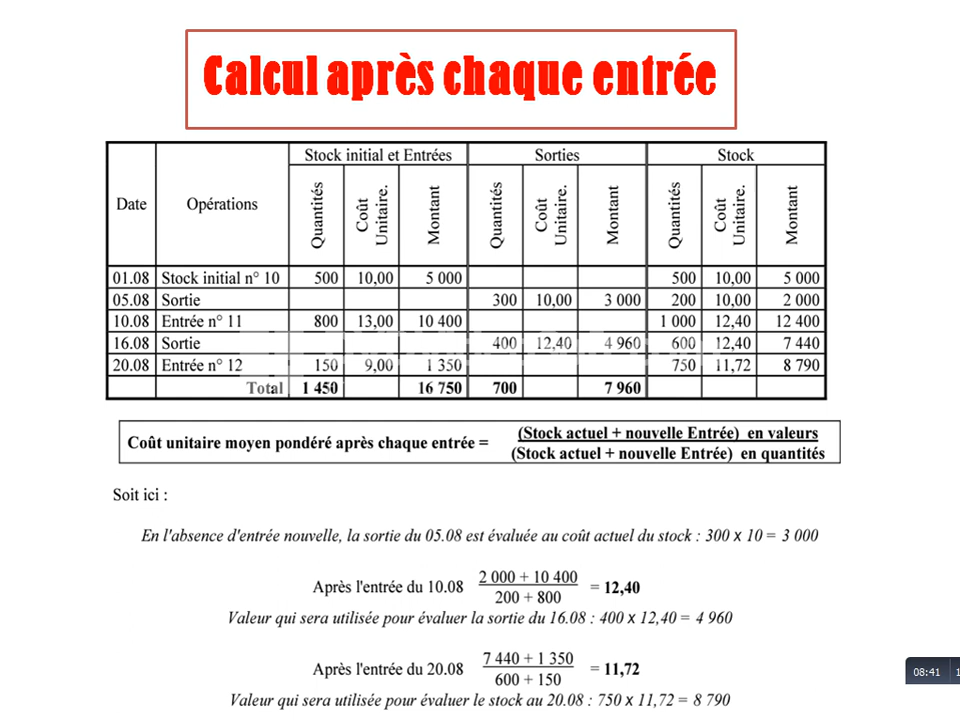 Calcul après chaque entrée
Stock initial et Entrées Sorties Stock
Date Opérations Quantités Coût Unitaire. Montant Quantités Coût Unitaire. Montant Quantités Coût Unitaire. Montant
01.08 Stock initial n° 10 500 10,00 5 000 500 10,00 5 000
05.08 Sortie 300 10,00 3 000 200 10,00 2 000
10.08 Entrée n° 11 800 13,00 10 400 1 000 12,40 12 400
16.08 Sortie 400 12,40 4 960 600 12,40 7 440
20.08 Entrée n° 12 150 9,00 1 350 750 11,72 8 790
Total 1 450 16 750 700 7 960
Coût unitaire moyen pondéré après chaque entrée = (Stock actuel + nouvelle Entrée) en valeurs
(Stock actuel + nouvelle Entrée) en quantités
Soit ici :
En l'absence d'entrée nouvelle, la sortie du 05.08 est évaluée au coût actuel du stock : 300 x 10 = 3 000
Après l'entrée du 10.08 2 000 + 10 400 = 12,40
200 + 800
Valeur qui sera utilisée pour évaluer la sortie du 16.08 : 400 x 12,40 = 4 960
Après l'entrée du 20.08 7 440 + 1 350 = 11,72
600 + 150
Valeur qui sera utilisée pour évaluer le stock au 20.08 : 750 x 11,72 = 8 790
08:41